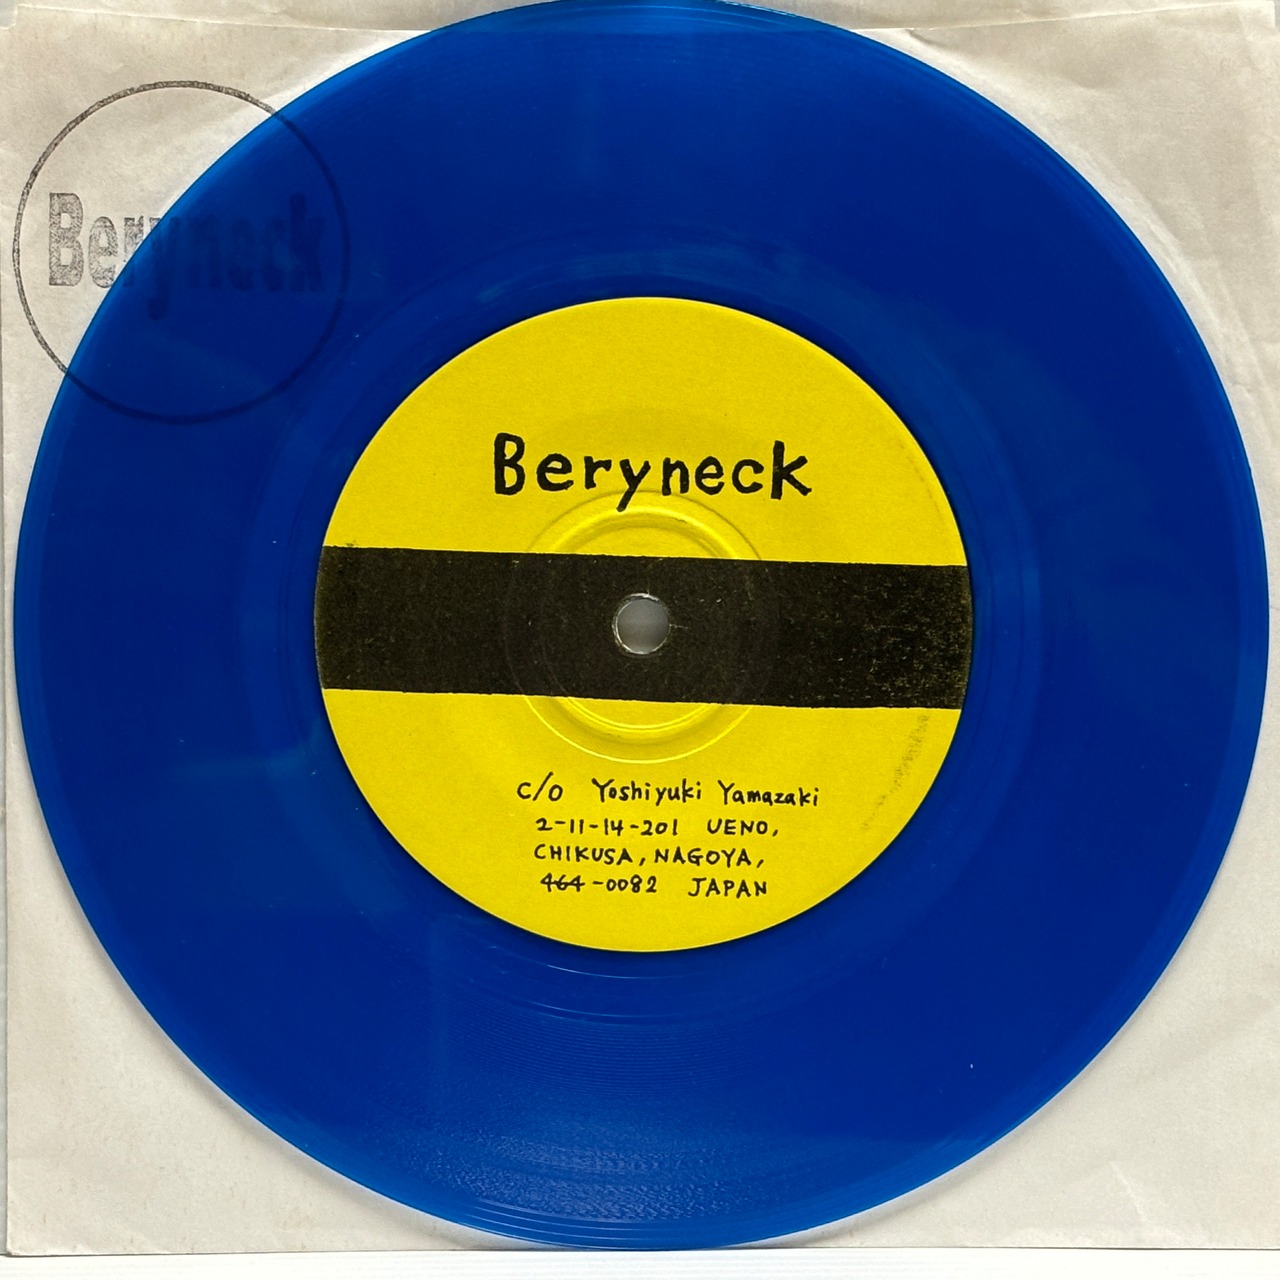 Beryneck
Beryneck
c/o Yoshiyuki Yamazaki
2-11-14-201 UENO,
CHIKUSA, NAGOYA,
464-0082 JAPAN